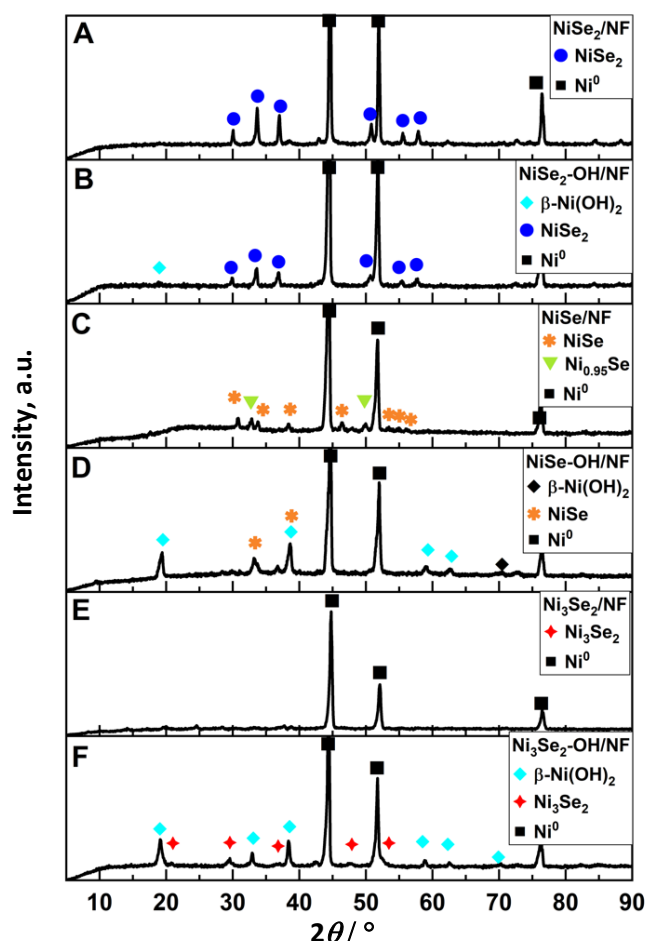 A
NiSe₂/NF
NiSe₂
Ni⁰
B
NiSe₂-OH/NF
β-Ni(OH)₂
NiSe₂
Ni⁰
C
NiSe/NF
NiSe
Ni₀.₉₅Se
Ni⁰
D
NiSe-OH/NF
β-Ni(OH)₂
NiSe
Ni⁰
E
Ni₃Se₂/NF
Ni₃Se₂
Ni⁰
F
Ni₃Se₂-OH/NF
β-Ni(OH)₂
Ni₃Se₂
Ni⁰
Intensity, a.u.
10 20 30 40 50 60 70 80 90
2θ / °